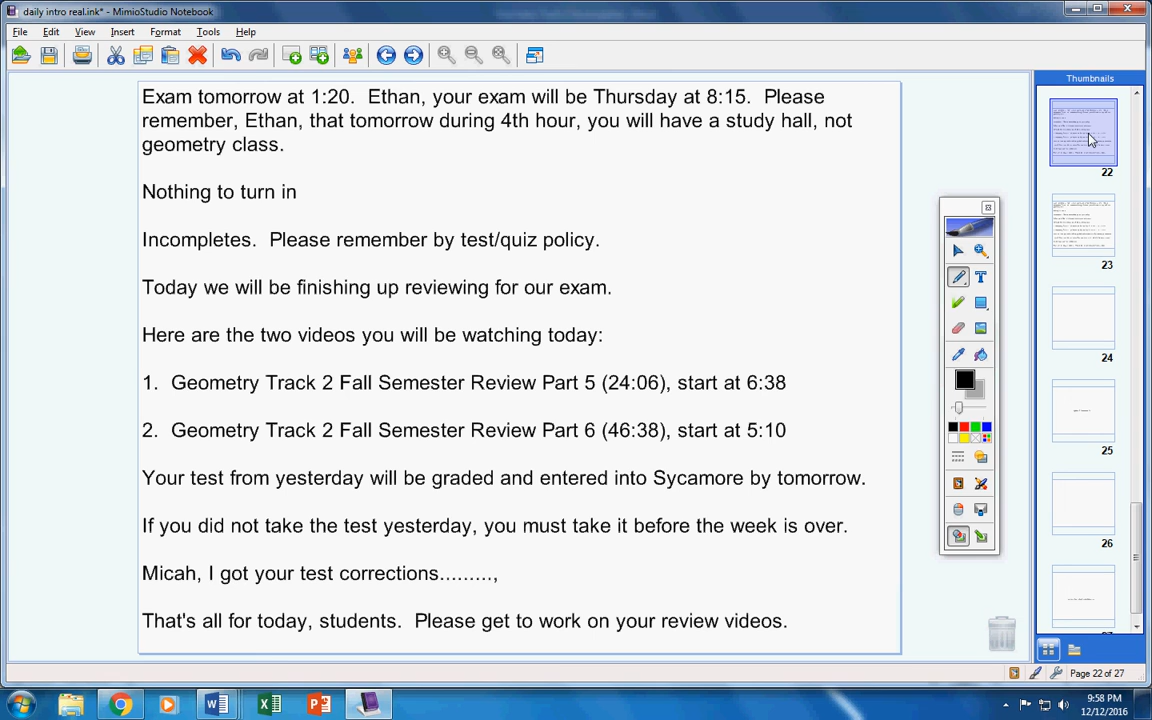 daily intro real.ink* - MimioStudio Notebook
File Edit View Insert Format Tools Help
Exam tomorrow at 1:20.  Ethan, your exam will be Thursday at 8:15.  Please
remember, Ethan, that tomorrow during 4th hour, you will have a study hall, not
geometry class.
Nothing to turn in
Incompletes.  Please remember by test/quiz policy.
Today we will be finishing up reviewing for our exam.
Here are the two videos you will be watching today:
1.  Geometry Track 2 Fall Semester Review Part 5 (24:06), start at 6:38
2.  Geometry Track 2 Fall Semester Review Part 6 (46:38), start at 5:10
Your test from yesterday will be graded and entered into Sycamore by tomorrow.
If you did not take the test yesterday, you must take it before the week is over.
Micah, I got your test corrections.........,
That's all for today, students.  Please get to work on your review videos.
Thumbnails
22
23
24
25
26
Page 22 of 27
9:58 PM
12/12/2016